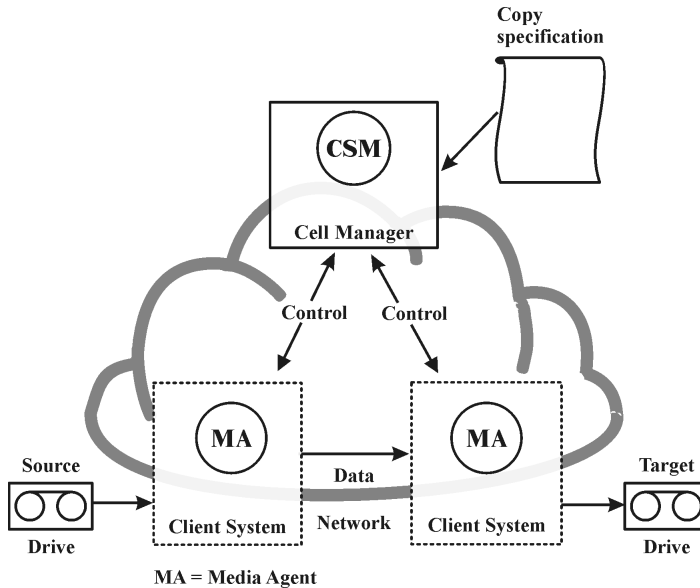 Copy
specification
CSM
Cell Manager
Control
Control
MA
MA
Source
Data
Target
Client System
Network
Client System
Drive
Drive
MA = Media Agent